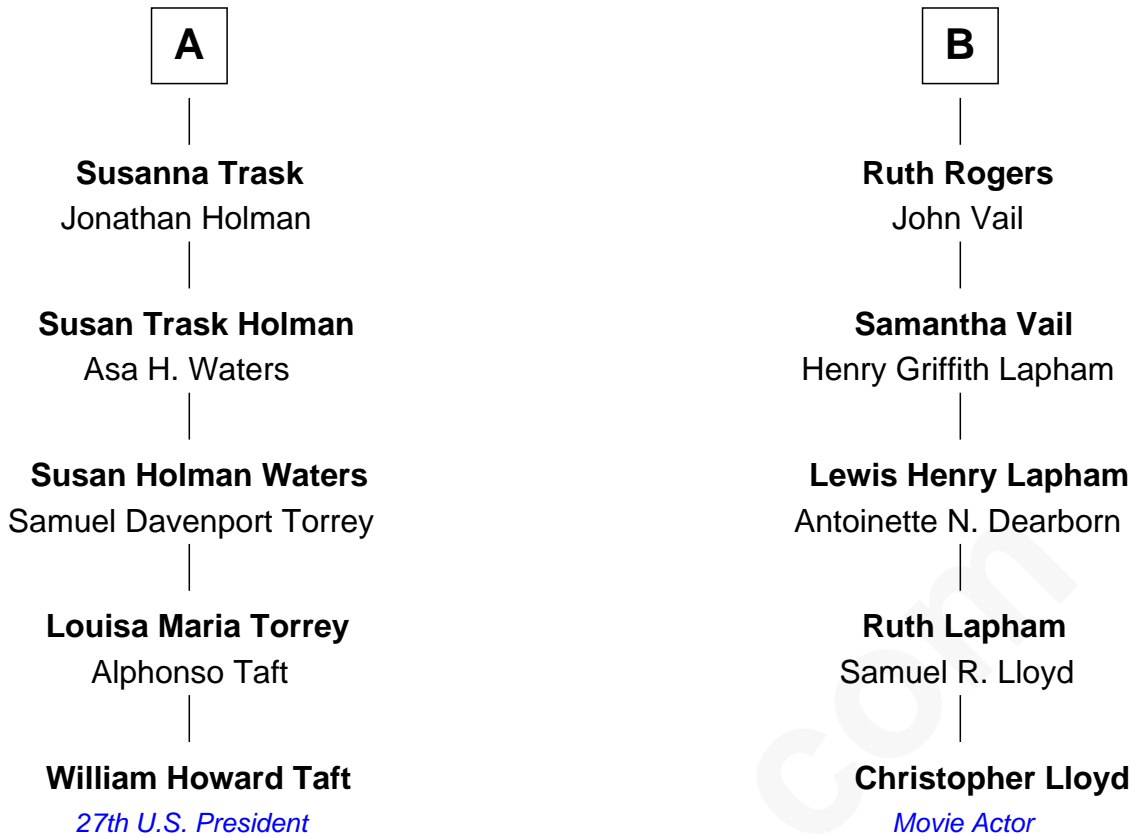 A
Susanna Trask
Jonathan Holman
Susan Trask Holman
Asa H. Waters
Susan Holman Waters
Samuel Davenport Torrey
Louisa Maria Torrey
Alphonso Taft
William Howard Taft
27th U.S. President
B
Ruth Rogers
John Vail
Samantha Vail
Henry Griffith Lapham
Lewis Henry Lapham
Antoinette N. Dearborn
Ruth Lapham
Samuel R. Lloyd
Christopher Lloyd
Movie Actor
com